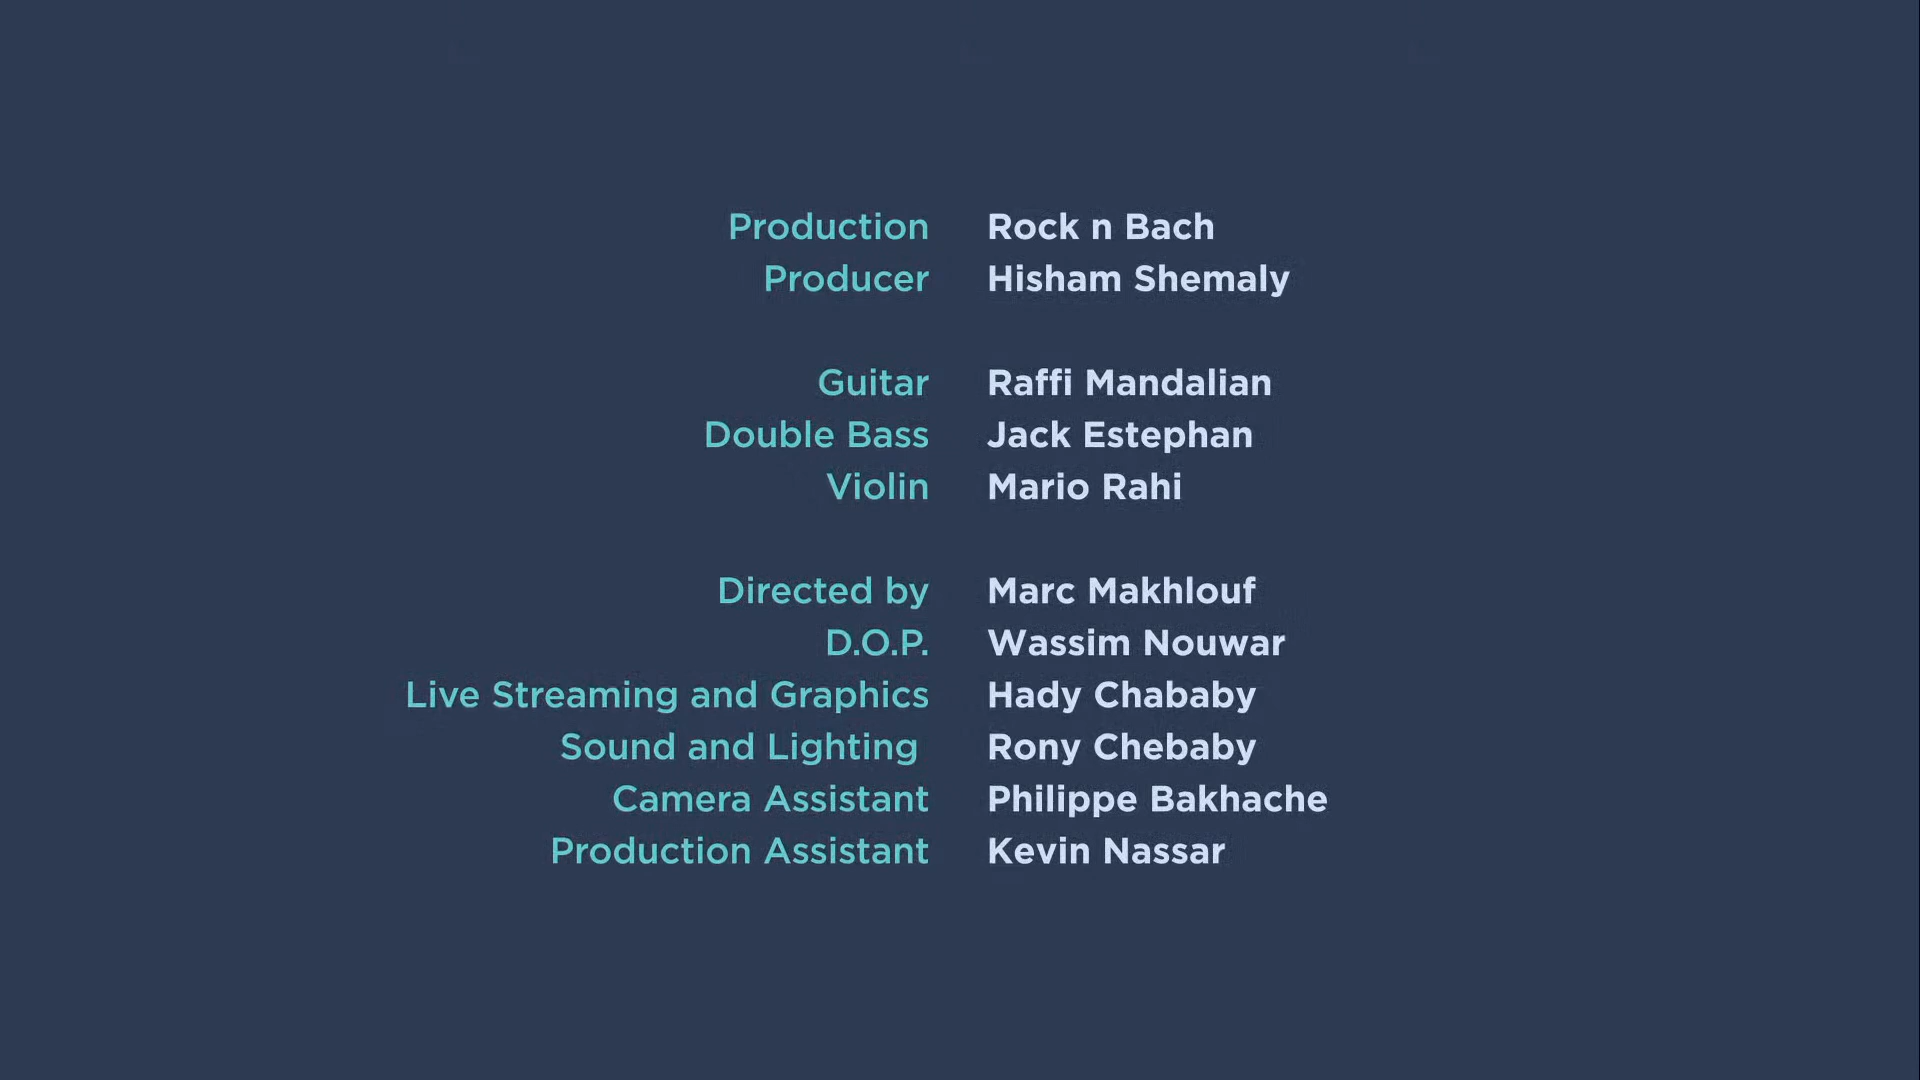 Production Rock n Bach
Producer Hisham Shemaly
Guitar Raffi Mandalian
Double Bass Jack Estephan
Violin Mario Rahi
Directed by Marc Makhlouf
D.O.P. Wassim Nouwar
Live Streaming and Graphics Hady Chababy
Sound and Lighting Rony Chebaby
Camera Assistant Philippe Bakhache
Production Assistant Kevin Nassar